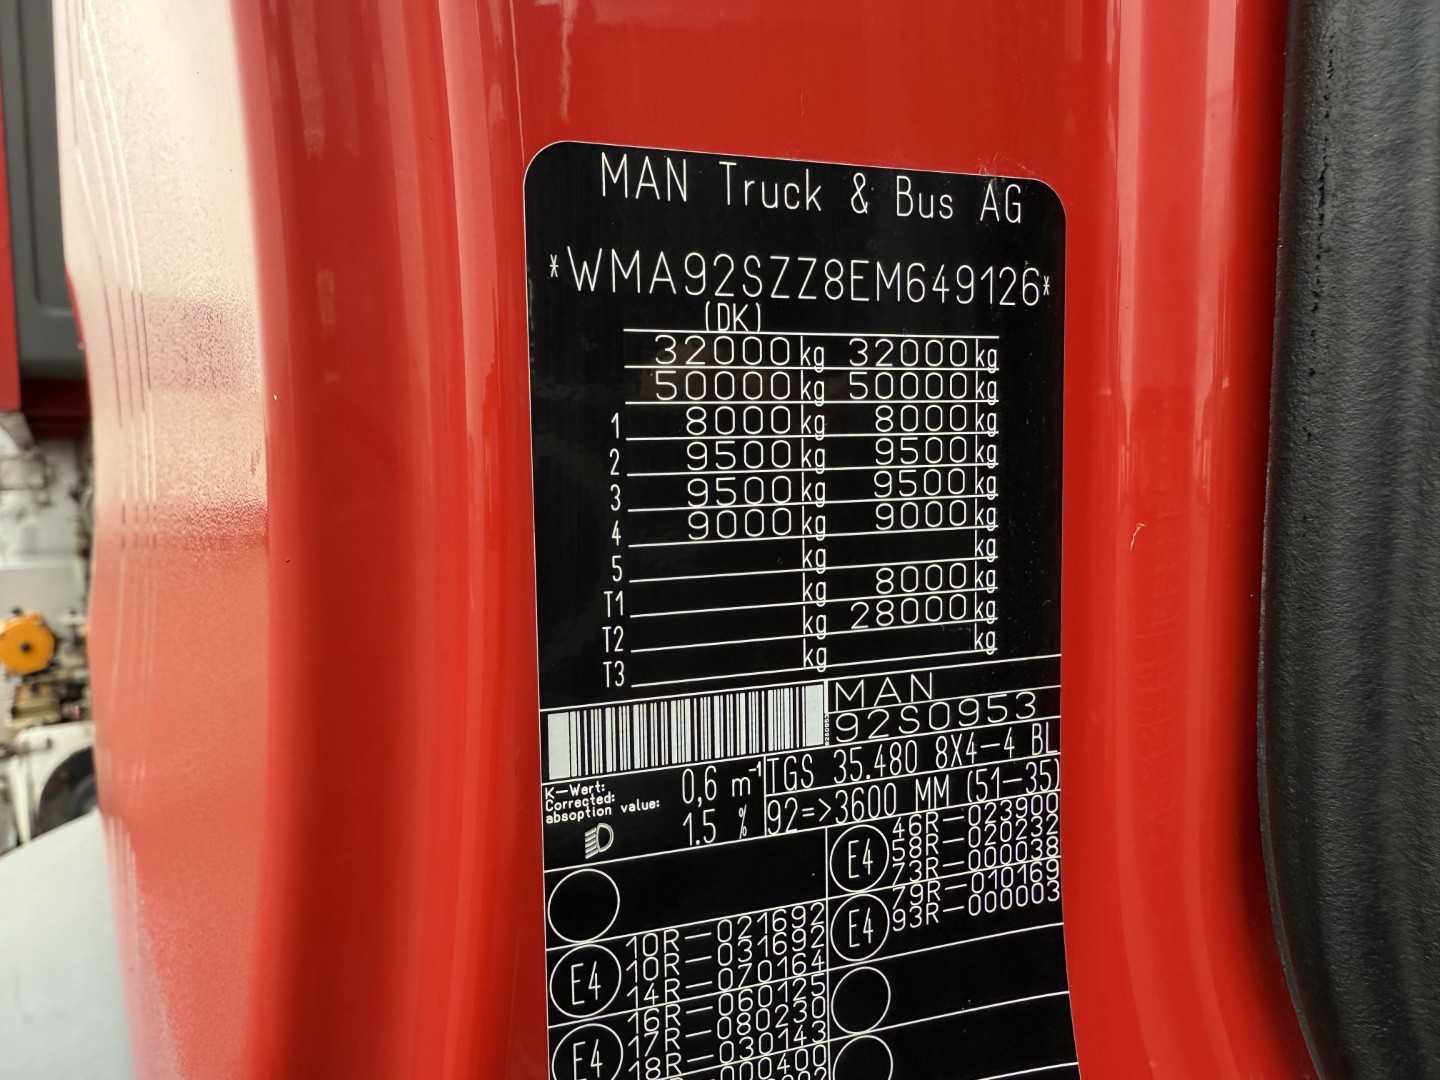 MAN Truck & Bus AG
*WMA92SZZ8EM649126*
(DK)
32000 kg 32000 kg
50000 kg 50000 kg
1 8000 kg 8000 kg
2 9500 kg 9500 kg
3 9500 kg 9500 kg
4 9000 kg 9000 kg
5 kg kg
T1 kg 8000 kg
T2 kg 28000 kg
T3 kg kg
MAN
92S0953
K-Wert:
Corrected:
absoption value:
0,6 m⁻¹
1.5 %
TGS 35.480 8X4-4 BL
92=>3600 MM (51-35)
E4
46R-023900
58R-020232
73R-000038
E4
79R-010169
93R-000003
E4
10R-021692
10R-031692
14R-070164
E4
16R-060125
17R-080230
18R-030143